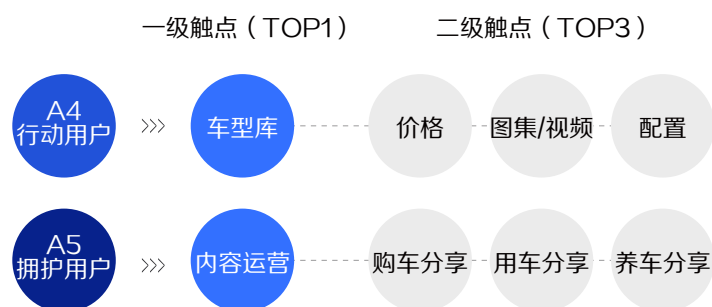 一级触点（TOP1）
二级触点（TOP3）
A4
行动用户
>>>
车型库
价格
图集/视频
配置
A5
拥护用户
>>>
内容运营
购车分享
用车分享
养车分享